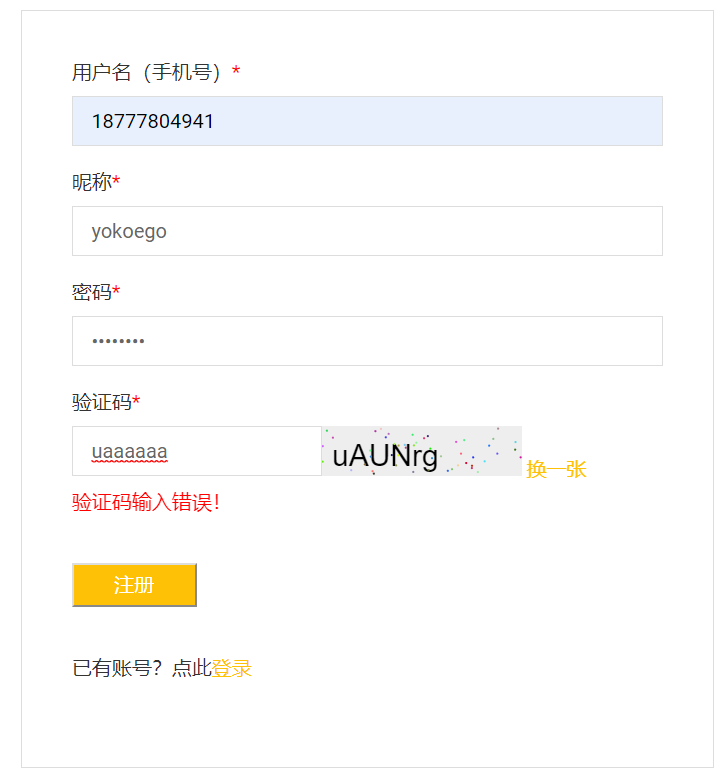 用户名（手机号）*
18777804941
昵称*
yokoego
密码*
••••••••
验证码*
uaaaaaa uAUNrg 换一张
验证码输入错误！
注册
已有账号？点此登录